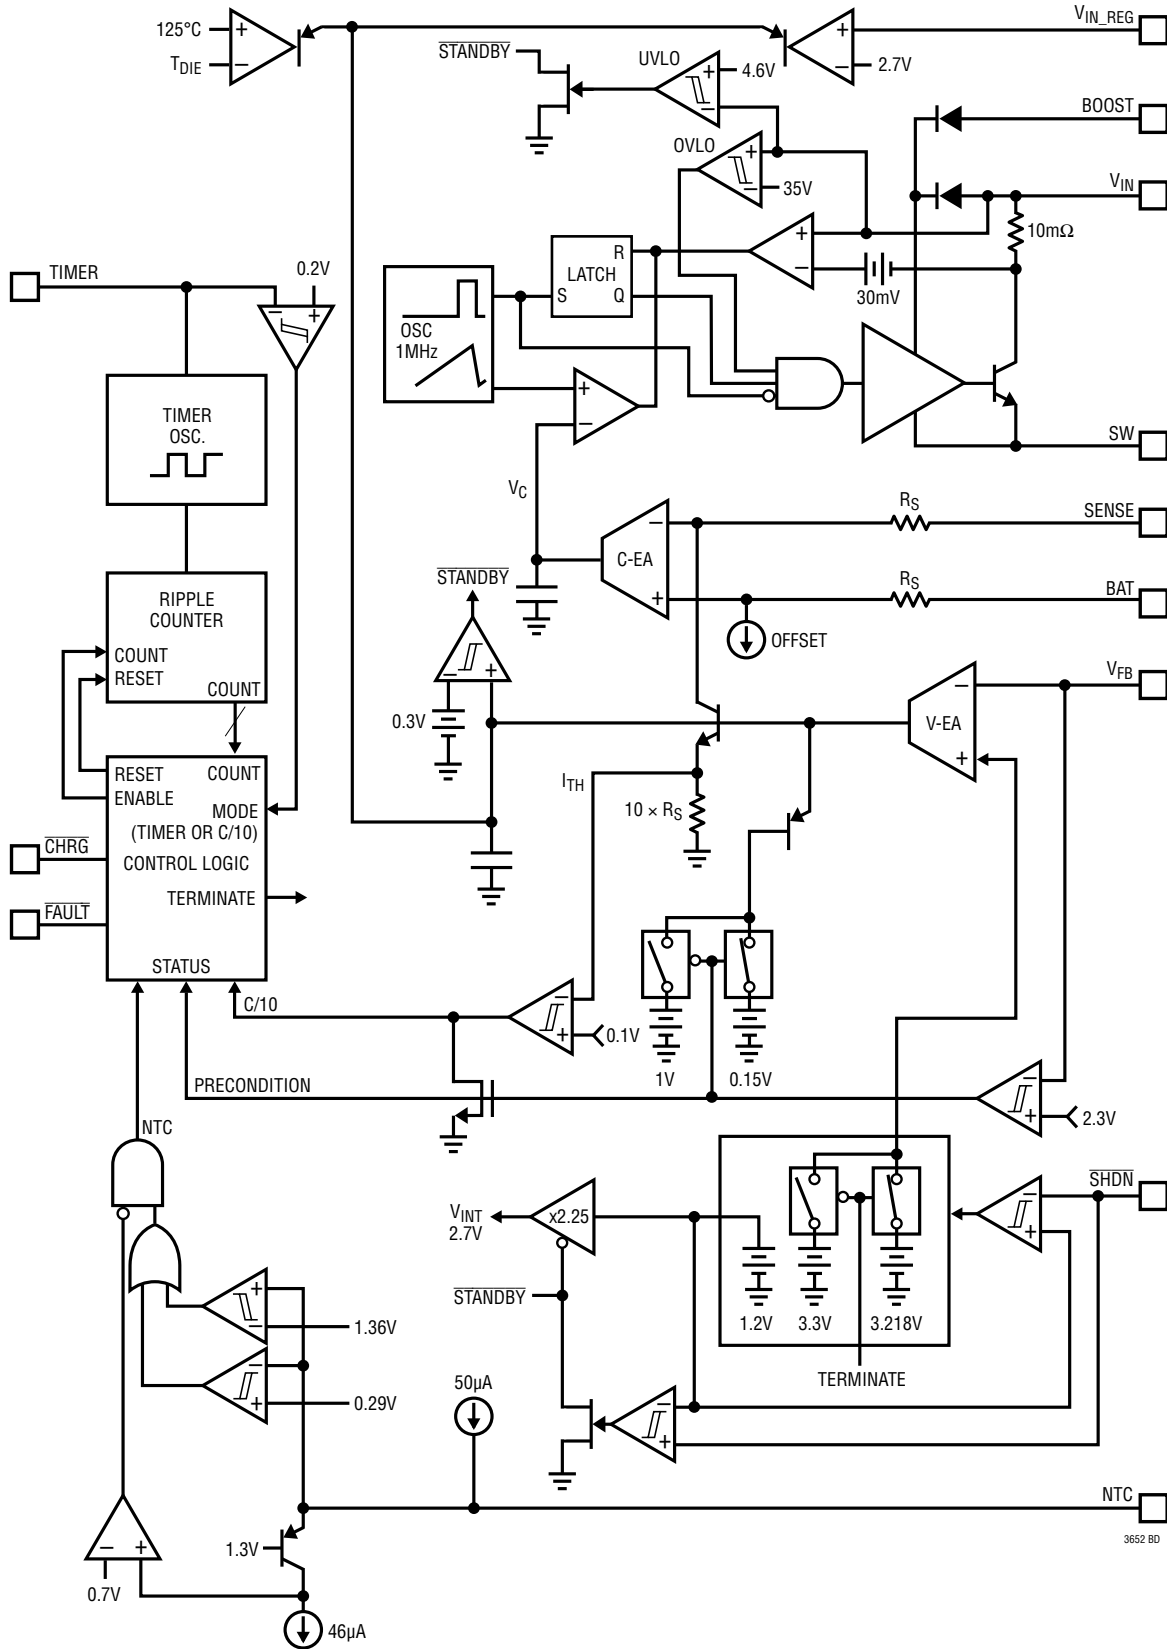 125°C
+
TDIE
−
+
−
VIN_REG
2.7V
STANDBY
UVLO
+
−
4.6V
BOOST
OVLO
+
−
35V
VIN
10mΩ
+
−
30mV
TIMER
0.2V
−
+
R
LATCH
S
Q
OSC
1MHz
+
−
TIMER
OSC.
SW
VC
RS
SENSE
−
C-EA
+
RS
BAT
OFFSET
STANDBY
RIPPLE
COUNTER
COUNT
RESET
COUNT
−
+
0.3V
VFB
−
V-EA
+
RESET
COUNT
ENABLE
MODE
(TIMER OR C/10)
ITH
10 × RS
CHRG
CONTROL LOGIC
TERMINATE
FAULT
STATUS
C/10
−
+
0.1V
1V
0.15V
PRECONDITION
−
+
2.3V
NTC
SHDN
−
+
VINT
2.7V
x2.25
STANDBY
1.2V
3.3V
3.218V
TERMINATE
+
−
1.36V
−
+
0.29V
50µA
−
+
NTC
1.3V
−
+
0.7V
46µA
3652 BD